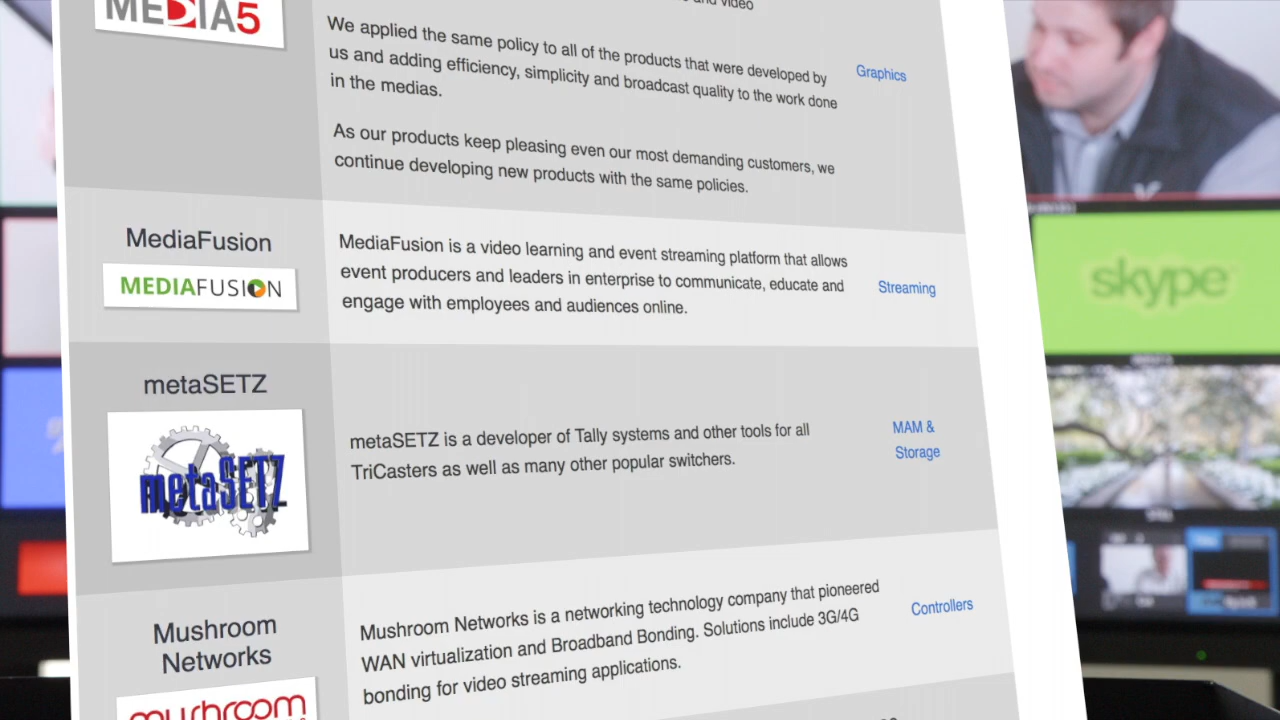 MEDIA5
and video
We applied the same policy to all of the products that were developed by
us and adding efficiency, simplicity and broadcast quality to the work done
in the medias.
As our products keep pleasing even our most demanding customers, we
continue developing new products with the same policies.
Graphics
MediaFusion
MEDIAFUSION
MediaFusion is a video learning and event streaming platform that allows
event producers and leaders in enterprise to communicate, educate and
engage with employees and audiences online.
Streaming
metaSETZ
metaSETZ
metaSETZ is a developer of Tally systems and other tools for all
TriCasters as well as many other popular switchers.
MAM &
Storage
Mushroom
Networks
mushroom
Mushroom Networks is a networking technology company that pioneered
WAN virtualization and Broadband Bonding. Solutions include 3G/4G
bonding for video streaming applications.
Controllers
skype